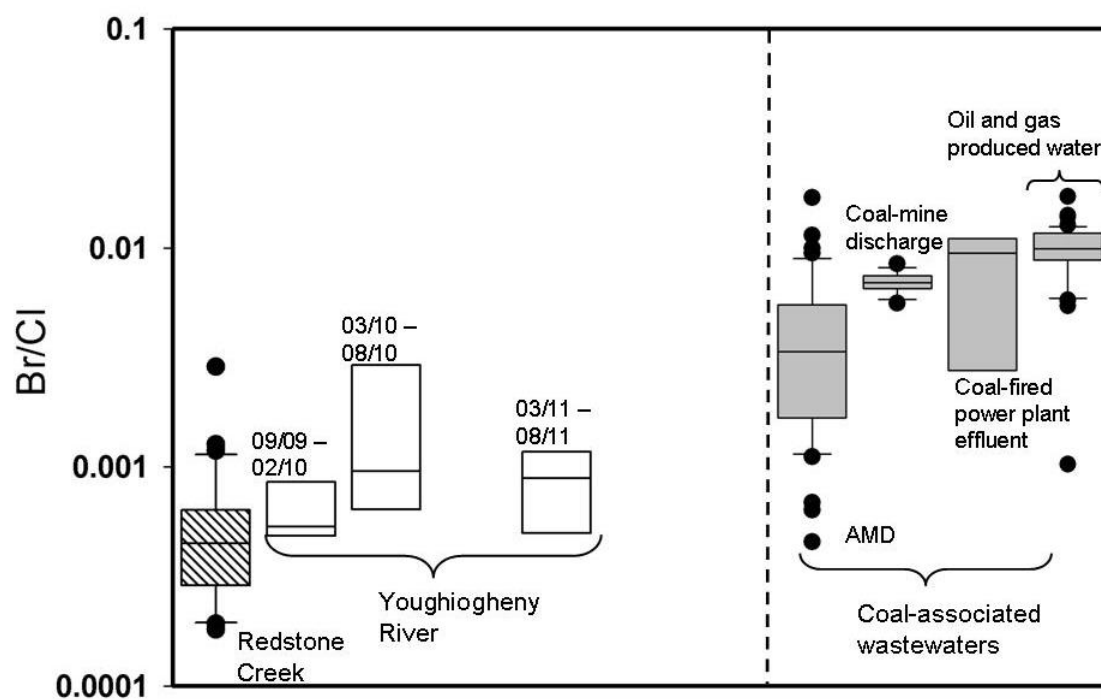 0.1
0.01
0.001
0.0001
Br/Cl
Redstone
Creek
09/09 –
02/10
03/10 –
08/10
03/11 –
08/11
Youghiogheny
River
AMD
Coal-mine
discharge
Coal-fired
power plant
effluent
Oil and gas
produced water
Coal-associated
wastewaters